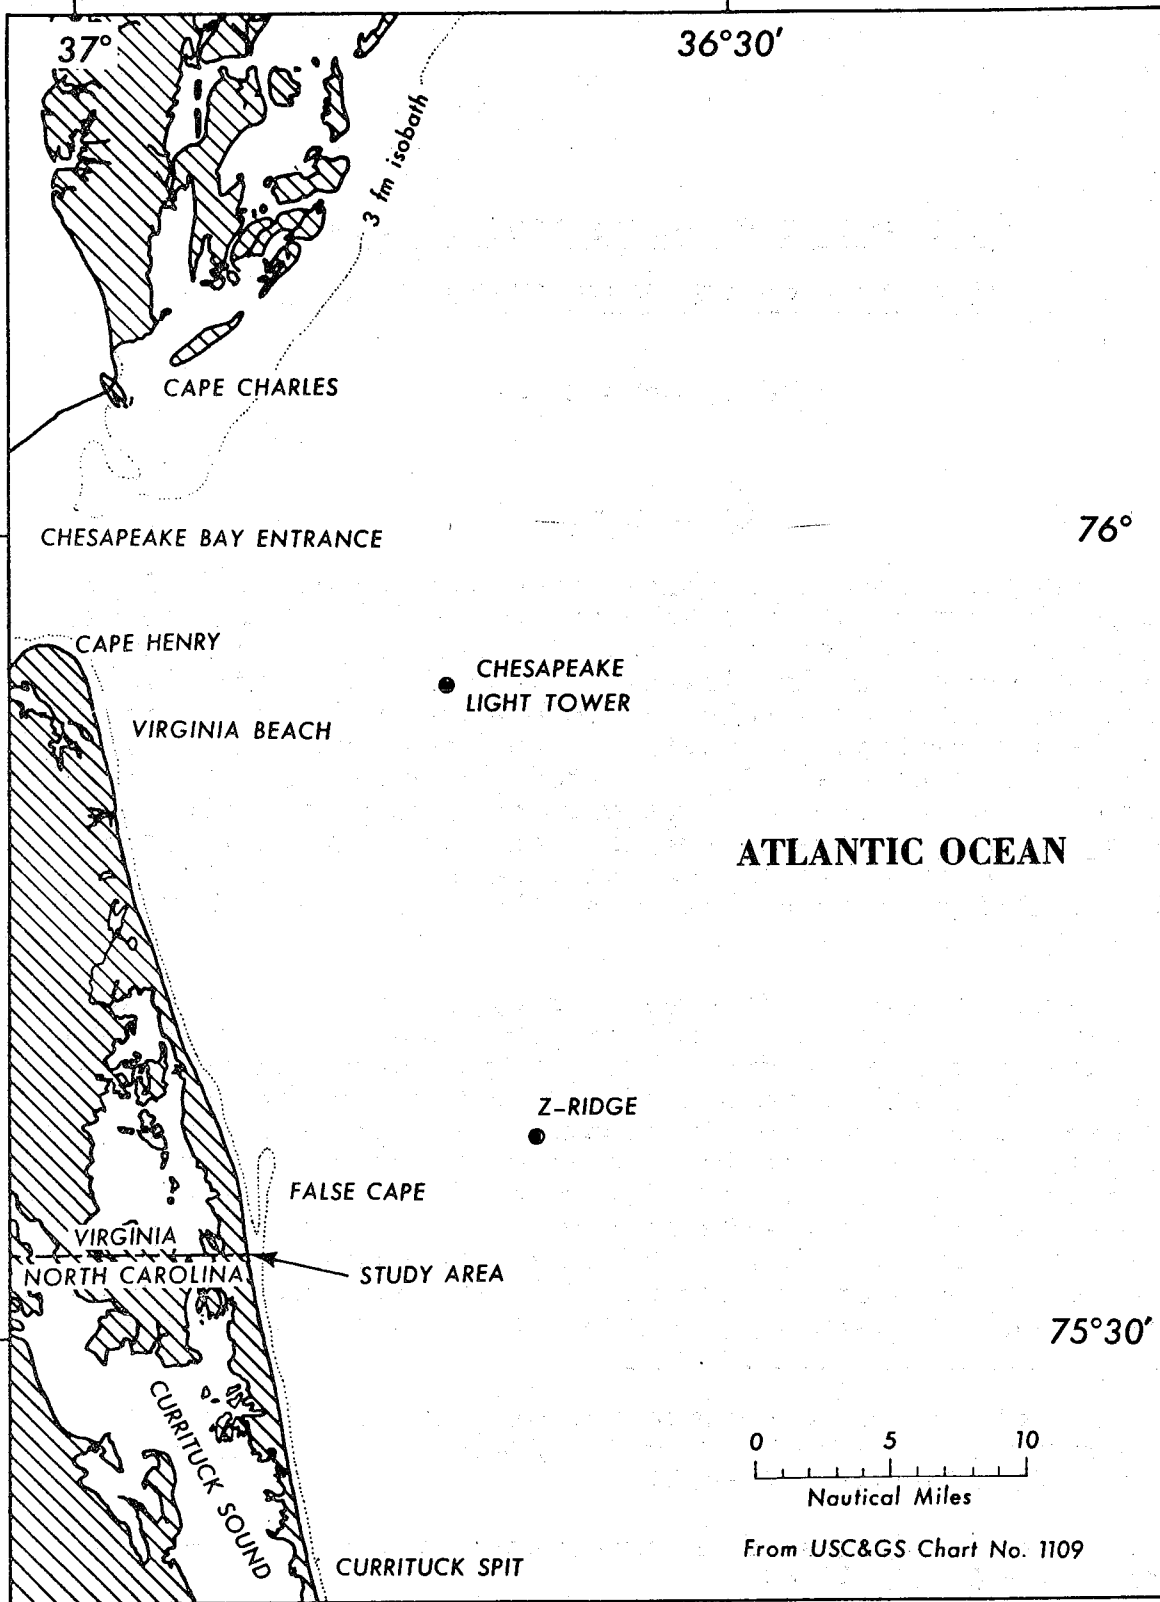 37°
36°30′
3 fm isobath
CAPE CHARLES
CHESAPEAKE BAY ENTRANCE
76°
CAPE HENRY
CHESAPEAKE
LIGHT TOWER
VIRGINIA BEACH
ATLANTIC OCEAN
Z–RIDGE
FALSE CAPE
VIRGINIA
NORTH CAROLINA
STUDY AREA
75°30′
CURRITUCK SOUND
0 5 10
Nautical Miles
From USC&GS Chart No. 1109
CURRITUCK SPIT